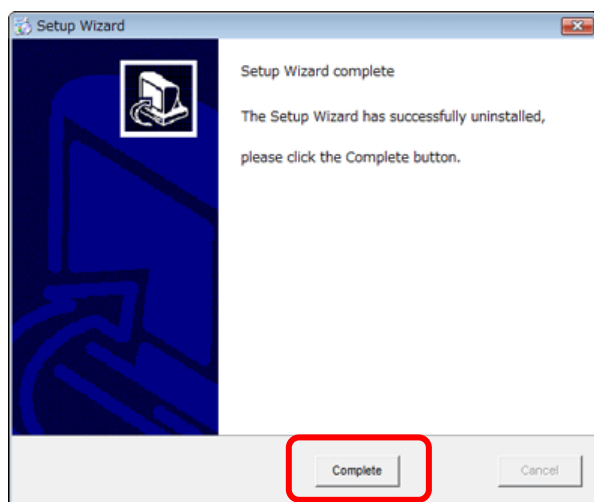 Setup Wizard
Setup Wizard complete
The Setup Wizard has successfully uninstalled,
please click the Complete button.
Complete
Cancel